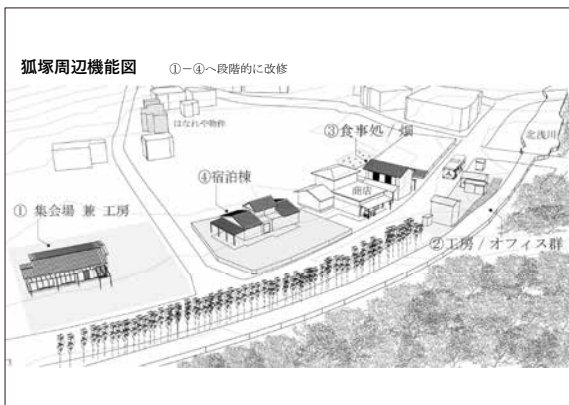 狐塚周辺機能図 ①－④へ段階的に改修
はなれや物件
③食事処／畑
北浅川
④宿泊棟
商店
① 集会場 兼 工房
②工房 / オフィス群